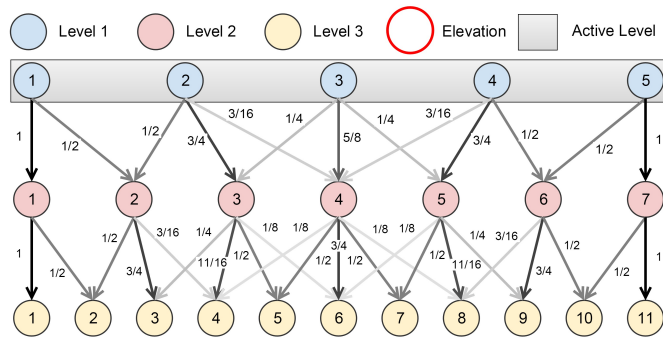 Level 1 Level 2 Level 3 Elevation Active Level
1 2 3 4 5
3/16 1/4 1/4 3/16
1 1/2 1/2 3/4 5/8 3/4 1/2 1/2 1
1 2 3 4 5 6 7
3/16 1/4 1/8 1/8 1/8 1/8 1/4 3/16
1 1/2 1/2 3/4 11/16 1/2 1/2 3/4 1/2 1/2 11/16 3/4 1/2 1/2 1
1 2 3 4 5 6 7 8 9 10 11